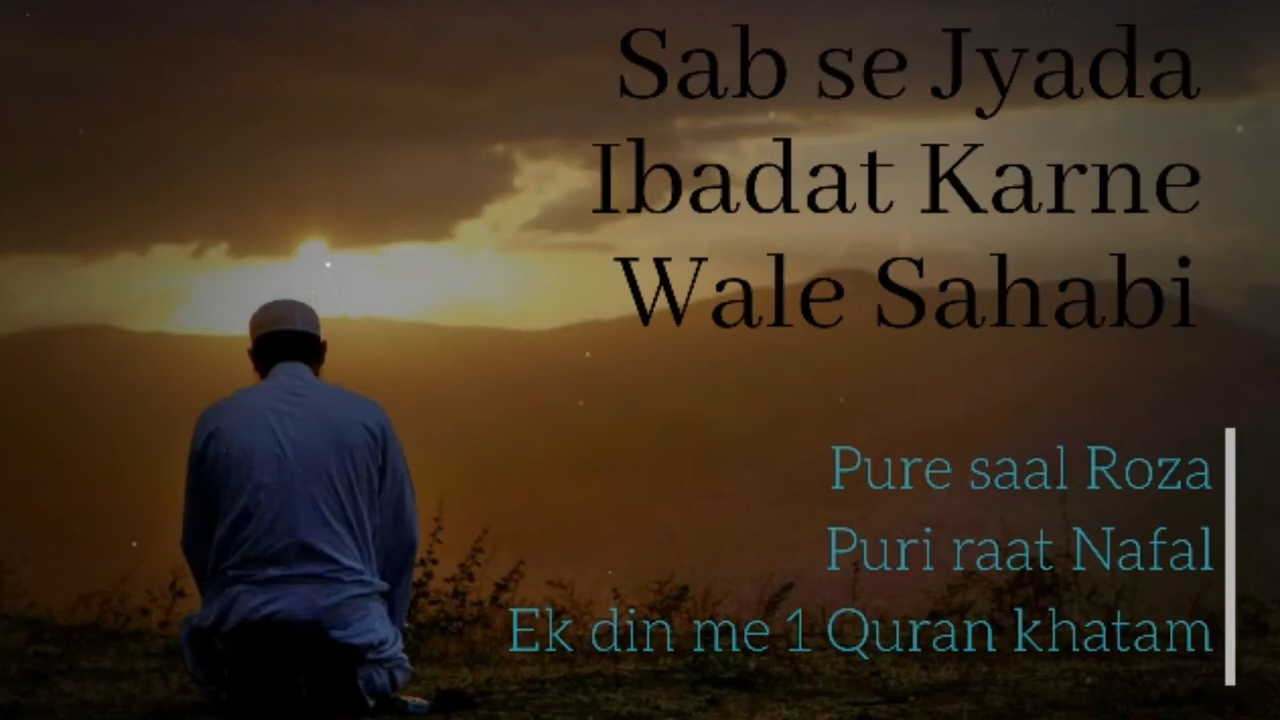 Sab se Jyada
Ibadat Karne
Wale Sahabi
Pure saal Roza
Puri raat Nafal
Ek din me 1 Quran khatam